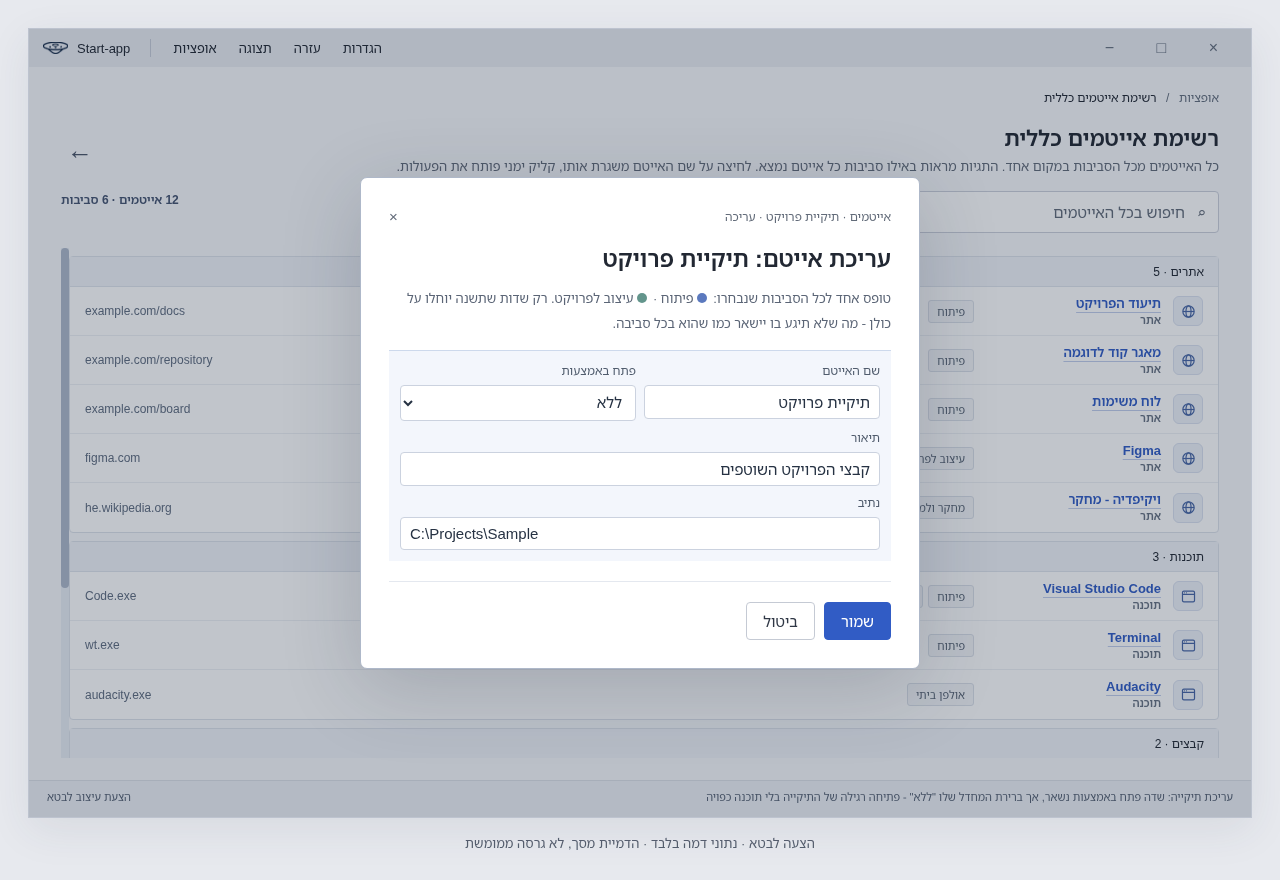 Start-app
אופציות
תצוגה
עזרה
הגדרות
− □ ×
אופציות / רשימת אייטמים כללית
רשימת אייטמים כללית
←
כל האייטמים מכל הסביבות במקום אחד. התגיות מראות באילו סביבות כל אייטם נמצא. לחיצה על שם האייטם משגרת אותו, קליק ימני פותח את הפעולות.
חיפוש בכל האייטמים
12 אייטמים · 6 סביבות
אייטמים · תיקיית פרויקט · עריכה
×
עריכת אייטם: תיקיית פרויקט
טופס אחד לכל הסביבות שנבחרו: פיתוח · עיצוב לפרויקט. רק שדות שתשנה יוחלו על
כולן - מה שלא תיגע בו יישאר כמו שהוא בכל סביבה.
שם האייטם
תיקיית פרויקט
פתח באמצעות
ללא
תיאור
קבצי הפרויקט השוטפים
נתיב
C:\Projects\Sample
שמור
ביטול
אתרים · 5
תיעוד הפרויקט
אתר
פיתוח
example.com/docs
מאגר קוד לדוגמה
אתר
פיתוח
example.com/repository
לוח משימות
אתר
פיתוח
example.com/board
Figma
אתר
עיצוב לפר
figma.com
ויקיפדיה - מחקר
אתר
מחקר ולמ
he.wikipedia.org
תוכנות · 3
Visual Studio Code
תוכנה
פיתוח
Code.exe
Terminal
תוכנה
פיתוח
wt.exe
Audacity
תוכנה
אולפן ביתי
audacity.exe
קבצים · 2
עריכת תיקייה: שדה פתח באמצעות נשאר, אך ברירת המחדל שלו "ללא" - פתיחה רגילה של התיקייה בלי תוכנה כפויה
הצעת עיצוב לבטא
הצעה לבטא · נתוני דמה בלבד · הדמיית מסך, לא גרסה ממומשת